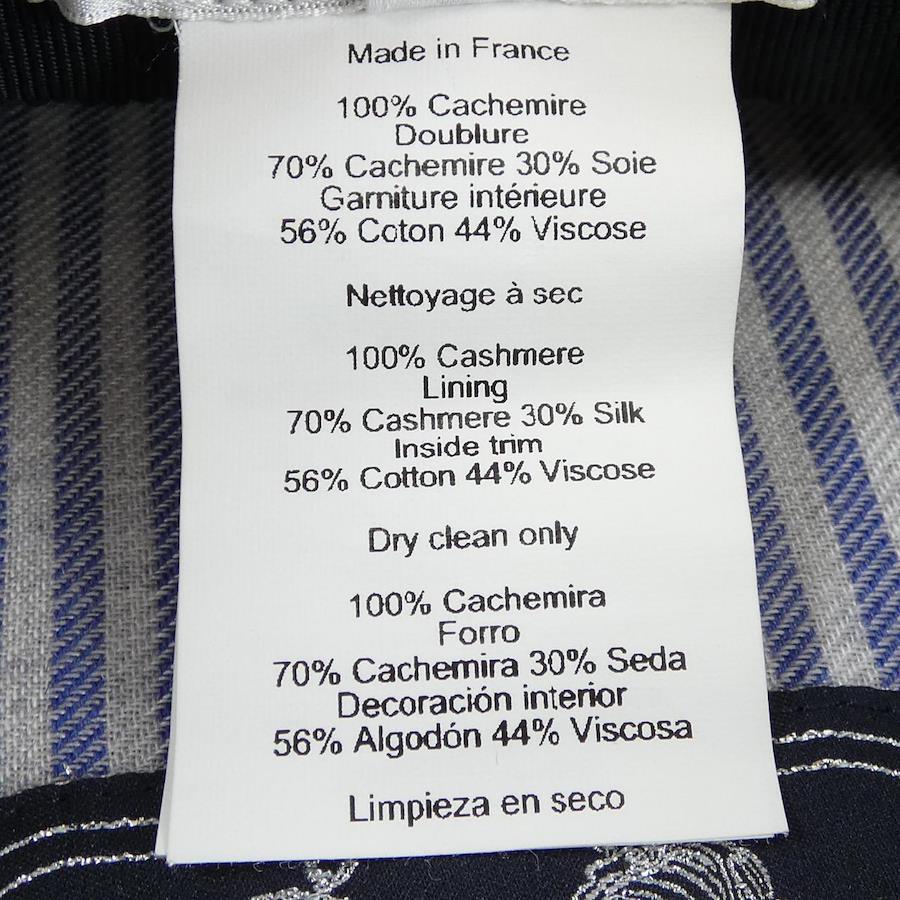 Made in France
100% Cachemire
Doublure
70% Cachemire 30% Soie
Garniture intérieure
56% Coton 44% Viscose
Nettoyage à sec
100% Cashmere
Lining
70% Cashmere 30% Silk
Inside trim
56% Cotton 44% Viscose
Dry clean only
100% Cachemira
Forro
70% Cachemira 30% Seda
Decoración interior
56% Algodón 44% Viscosa
Limpieza en seco